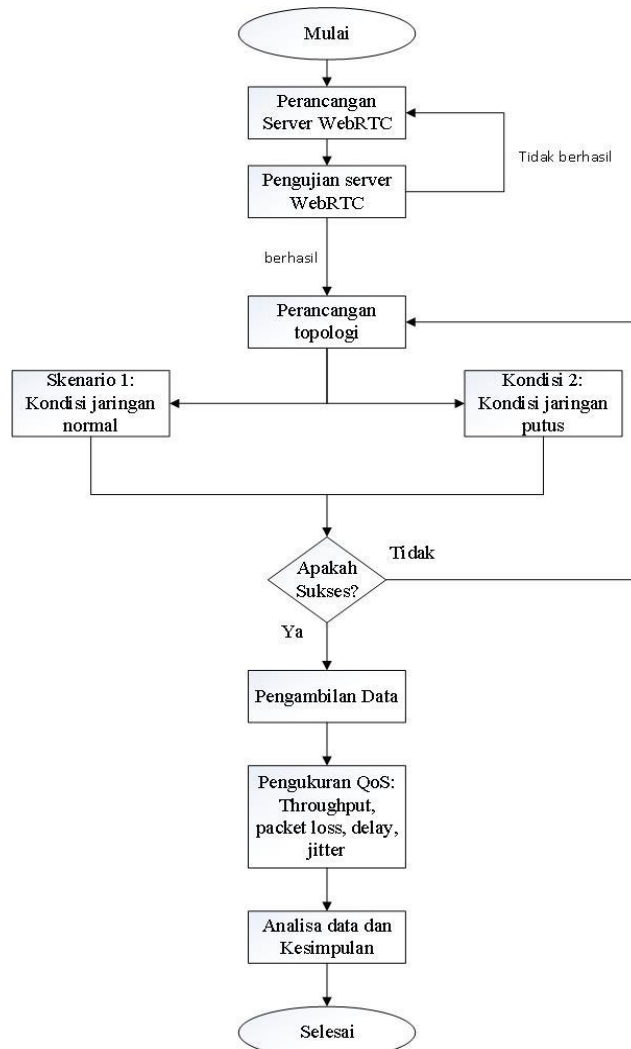 Mulai
Perancangan
Server WebRTC
Tidak berhasil
Pengujian server
WebRTC
berhasil
Perancangan
topologi
Skenario 1:
Kondisi jaringan
normal
Kondisi 2:
Kondisi jaringan
putus
Apakah
Sukses?
Tidak
Ya
Pengambilan Data
Pengukuran QoS:
Throughput,
packet loss, delay,
jitter
Analisa data dan
Kesimpulan
Selesai